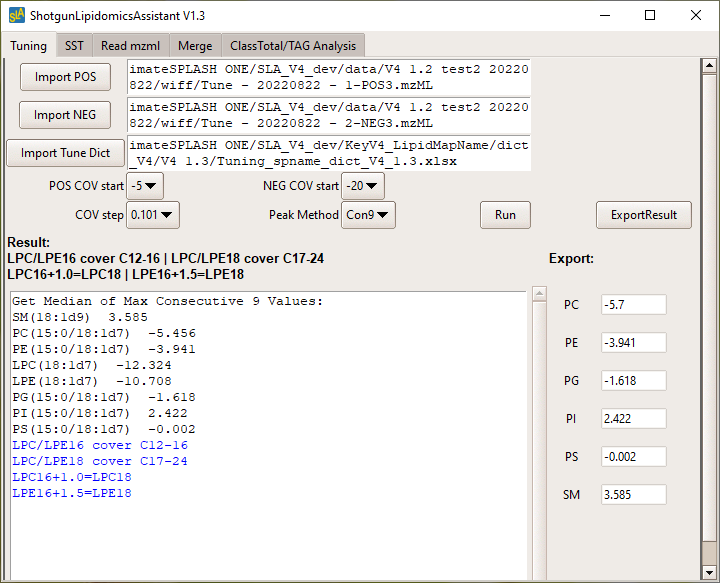 SLA ShotgunLipidomicsAssistant V1.3
Tuning SST Read mzml Merge ClassTotal/TAG Analysis
Import POS
imateSPLASH ONE/SLA_V4_dev/data/V4 1.2 test2 20220
822/wiff/Tune - 20220822 - 1-POS3.mzML
Import NEG
imateSPLASH ONE/SLA_V4_dev/data/V4 1.2 test2 20220
822/wiff/Tune - 20220822 - 2-NEG3.mzML
Import Tune Dict
imateSPLASH ONE/SLA_V4_dev/KeyV4_LipidMapName/dict
_V4/V4 1.3/Tuning_spname_dict_V4_1.3.xlsx
POS COV start -5 NEG COV start -20
COV step 0.101 Peak Method Con9 Run ExportResult
Result:
LPC/LPE16 cover C12-16 | LPC/LPE18 cover C17-24
LPC16+1.0=LPC18 | LPE16+1.5=LPE18
Get Median of Max Consecutive 9 Values:
SM(18:1d9) 3.585
PC(15:0/18:1d7) -5.456
PE(15:0/18:1d7) -3.941
LPC(18:1d7) -12.324
LPE(18:1d7) -10.708
PG(15:0/18:1d7) -1.618
PI(15:0/18:1d7) 2.422
PS(15:0/18:1d7) -0.002
LPC/LPE16 cover C12-16
LPC/LPE18 cover C17-24
LPC16+1.0=LPC18
LPE16+1.5=LPE18
Export:
PC -5.7
PE -3.941
PG -1.618
PI 2.422
PS -0.002
SM 3.585